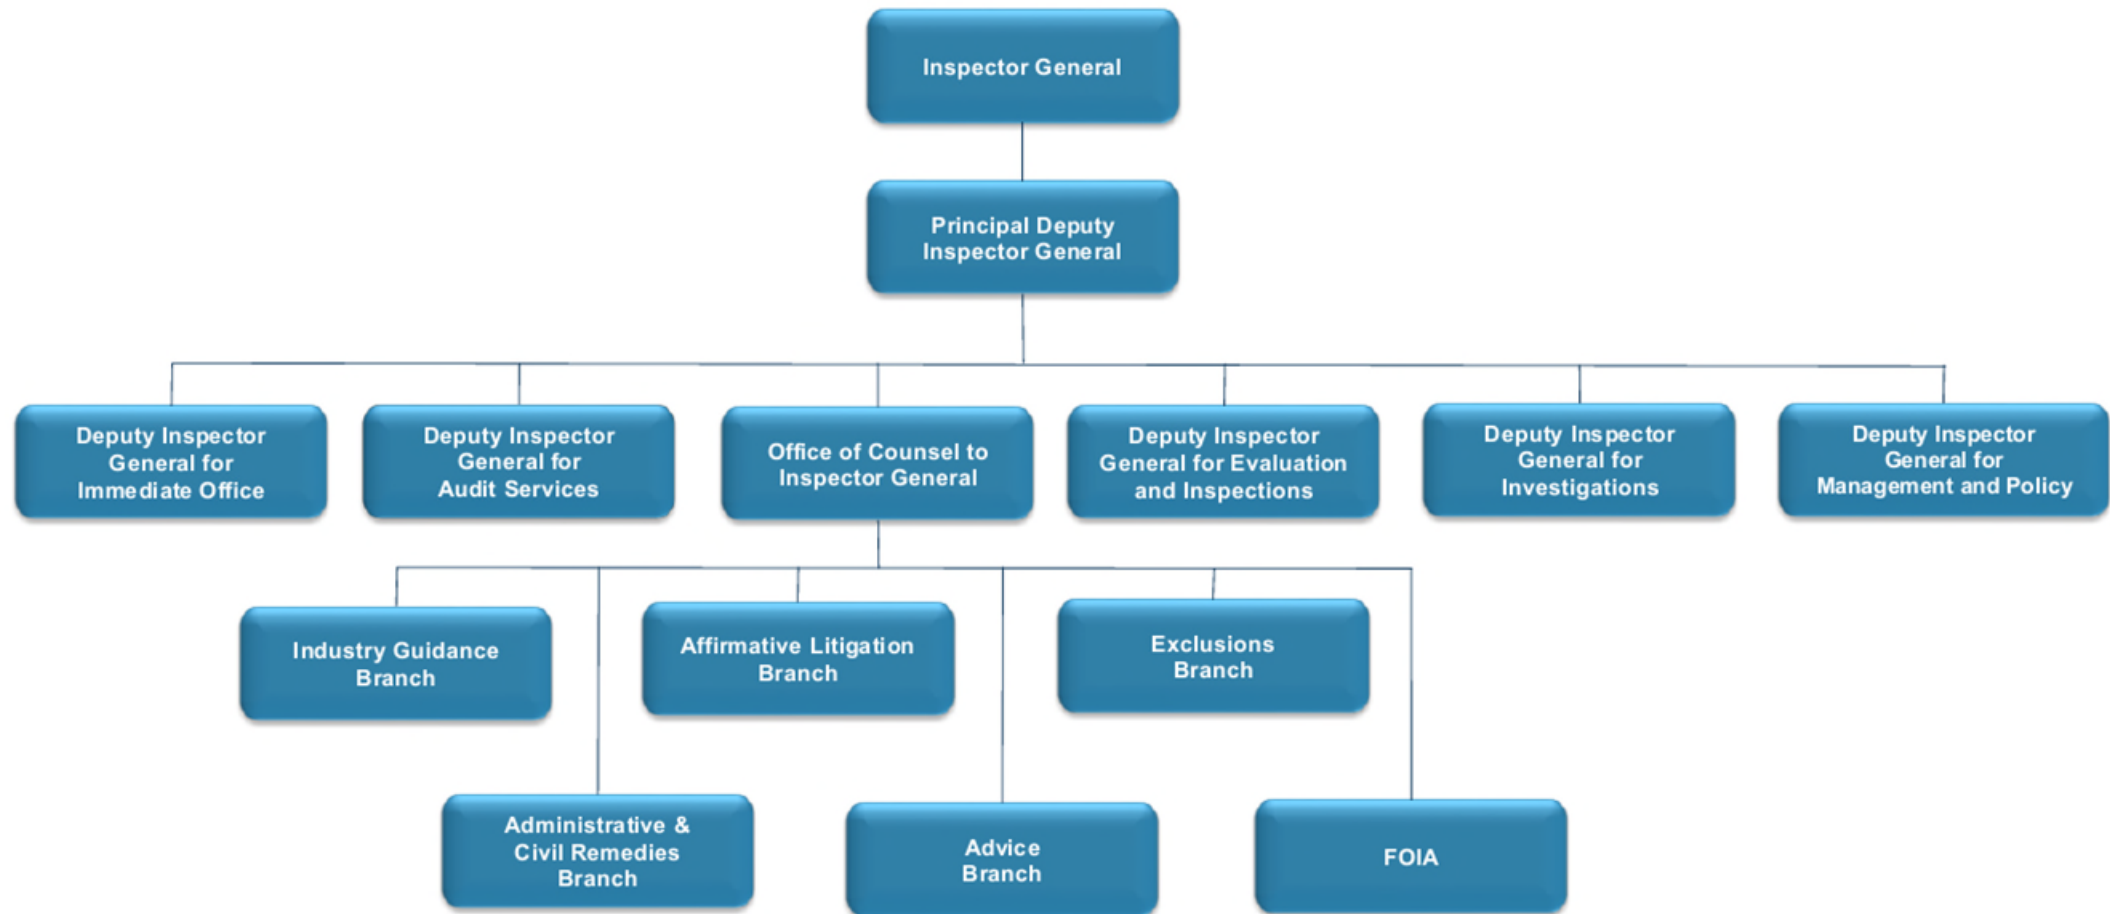 Inspector General
Principal Deputy
Inspector General
Deputy Inspector
General for
Immediate Office
Deputy Inspector
General for
Audit Services
Office of Counsel to
Inspector General
Deputy Inspector
General for Evaluation
and Inspections
Deputy Inspector
General for
Investigations
Deputy Inspector
General for
Management and Policy
Industry Guidance
Branch
Affirmative Litigation
Branch
Exclusions
Branch
Administrative &
Civil Remedies
Branch
Advice
Branch
FOIA